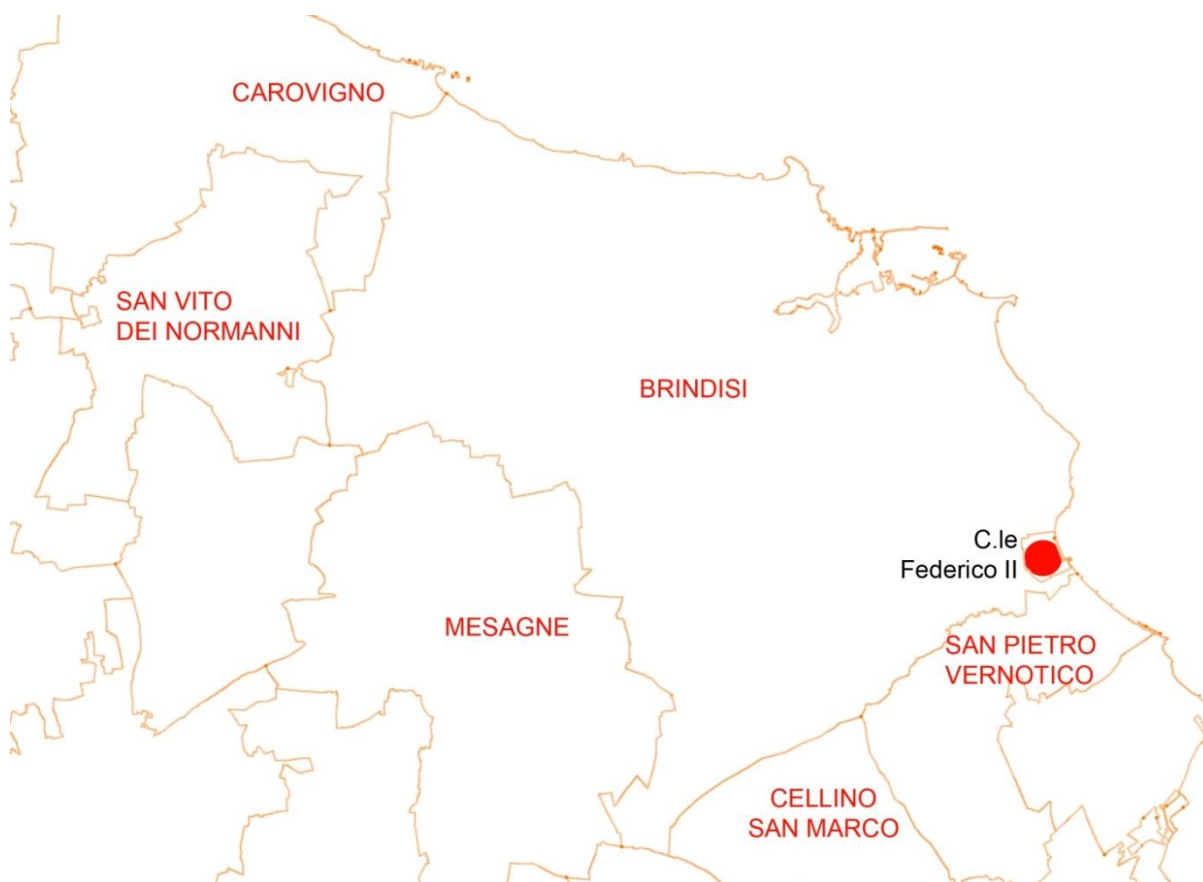 CAROVIGNO
SAN VITO
DEI NORMANNI
BRINDISI
C.le
Federico II
MESAGNE
SAN PIETRO
VERNOTICO
CELLINO
SAN MARCO